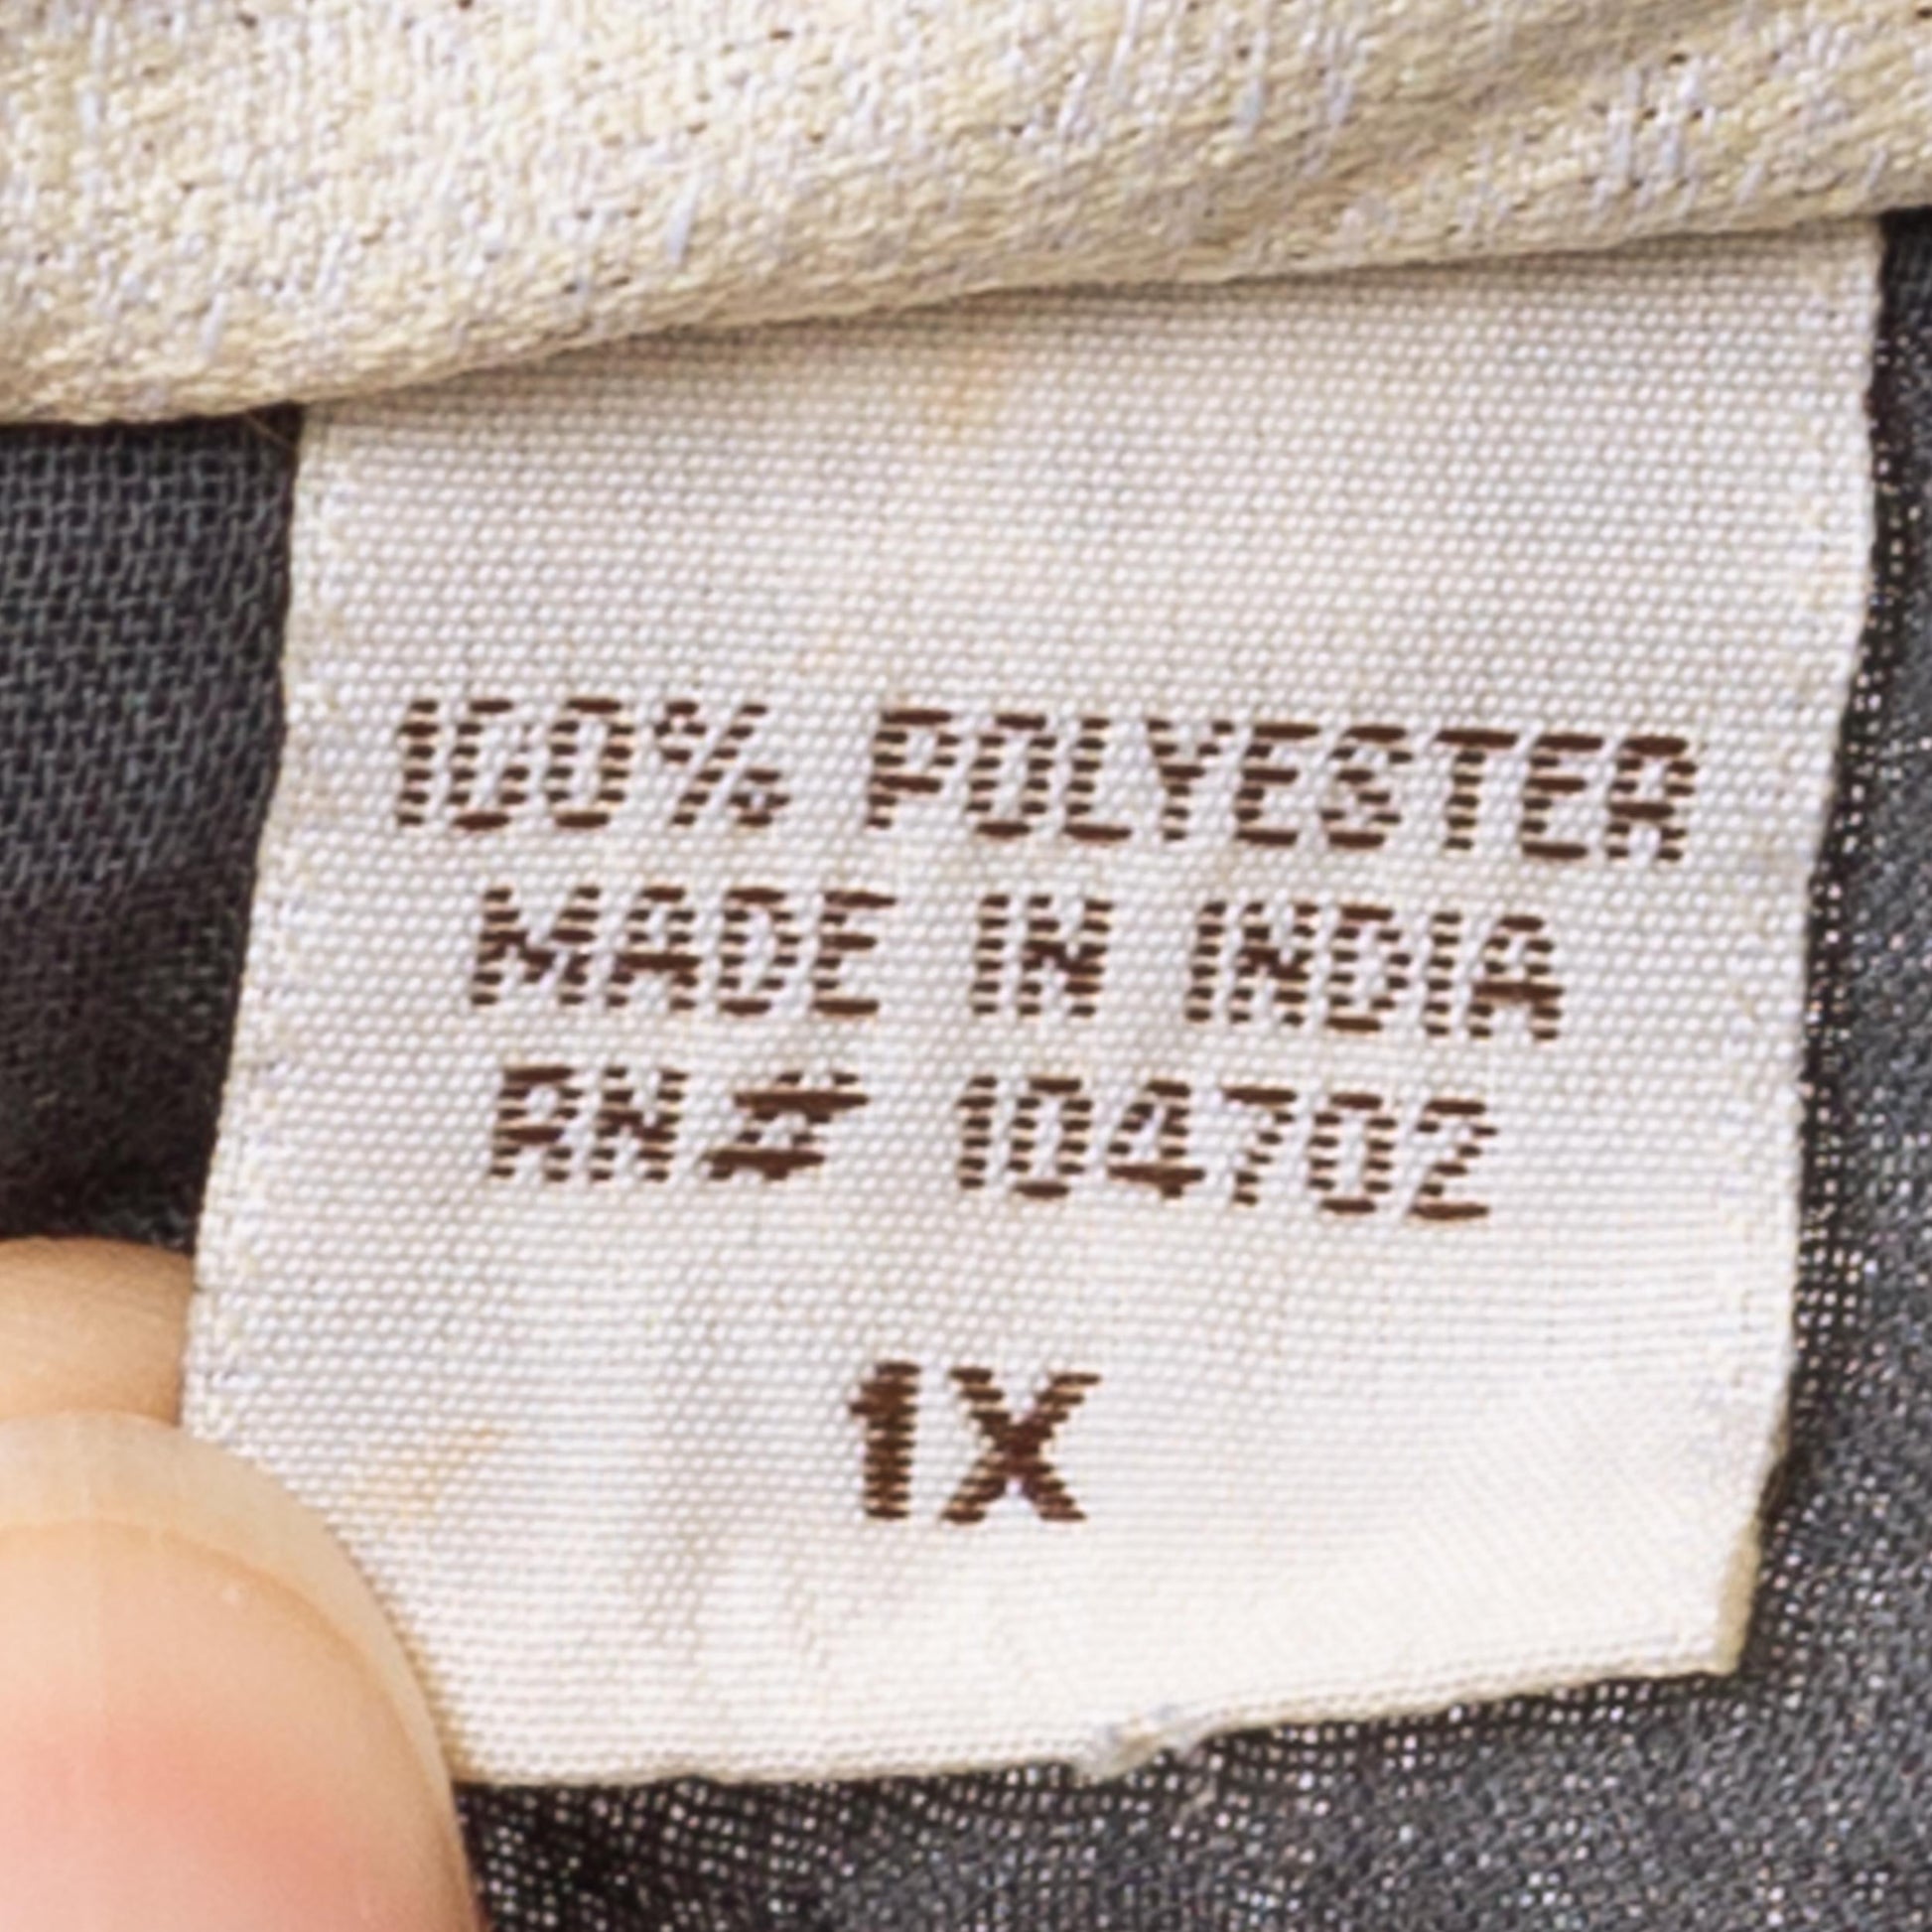 100% POLYESTER
MADE IN INDIA
RN# 104702
1X